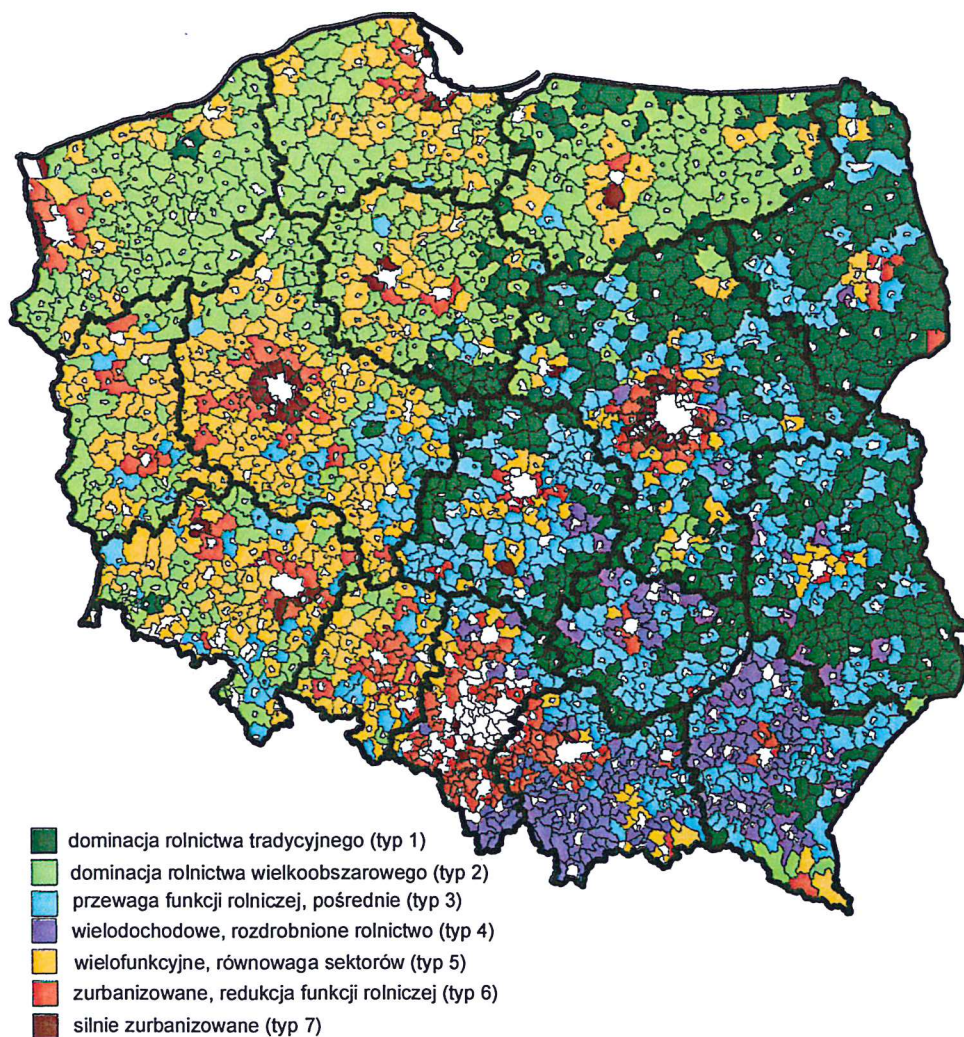 dominacja rolnictwa tradycyjnego (typ 1)
dominacja rolnictwa wielkoobszarowego (typ 2)
przewaga funkcji rolniczej, pośrednie (typ 3)
wielodochodowe, rozdrobnione rolnictwo (typ 4)
wielofunkcyjne, równowaga sektorów (typ 5)
zurbanizowane, redukcja funkcji rolniczej (typ 6)
silnie zurbanizowane (typ 7)